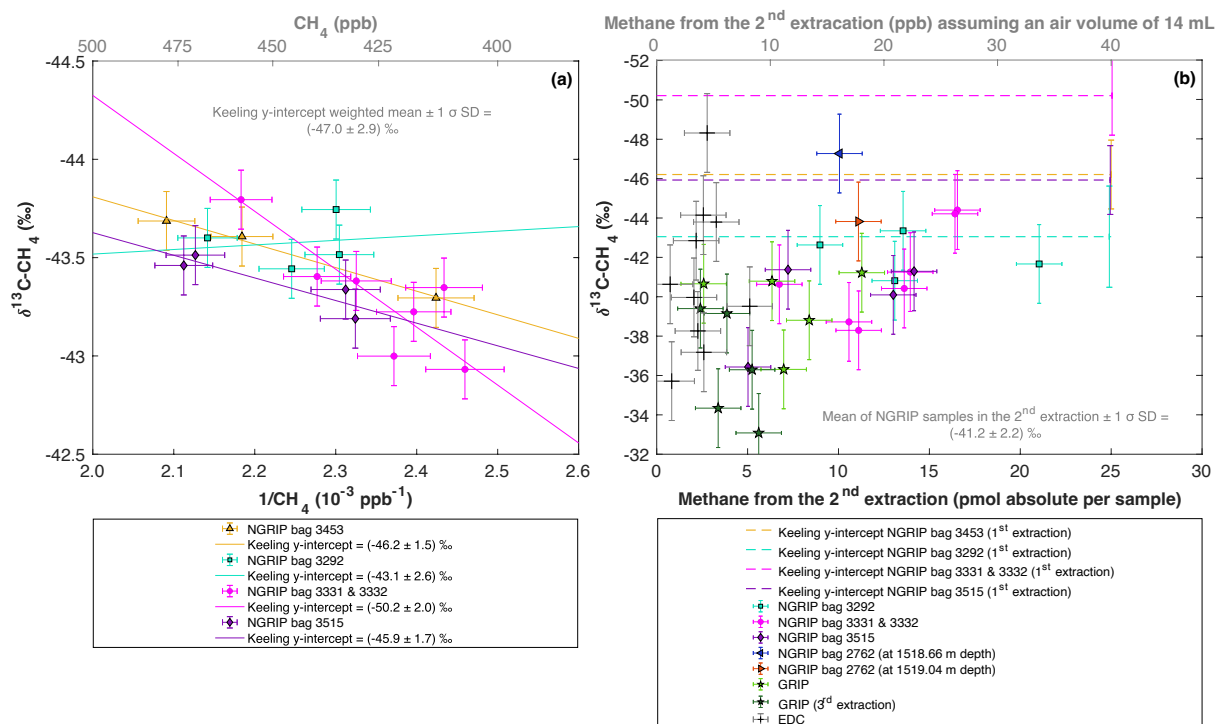 CH₄ (ppb)
500 475 450 425 400
-44.5
-44
-43.5
-43
-42.5
δ¹³C-CH₄ (‰)
(a)
Keeling y-intercept weighted mean ± 1 σ SD =
(-47.0 ± 2.9) ‰
2.0 2.1 2.2 2.3 2.4 2.5 2.6
1/CH₄ (10⁻³ ppb⁻¹)
NGRIP bag 3453
Keeling y-intercept = (-46.2 ± 1.5) ‰
NGRIP bag 3292
Keeling y-intercept = (-43.1 ± 2.6) ‰
NGRIP bag 3331 & 3332
Keeling y-intercept = (-50.2 ± 2.0) ‰
NGRIP bag 3515
Keeling y-intercept = (-45.9 ± 1.7) ‰
Methane from the 2ⁿᵈ extracation (ppb) assuming an air volume of 14 mL
0 10 20 30 40
-52
-50
-48
-46
-44
-42
-40
-38
-36
-34
-32
δ¹³C-CH₄ (‰)
(b)
Mean of NGRIP samples in the 2ⁿᵈ extraction ± 1 σ SD =
(-41.2 ± 2.2) ‰
0 5 10 15 20 25 30
Methane from the 2ⁿᵈ extraction (pmol absolute per sample)
Keeling y-intercept NGRIP bag 3453 (1ˢᵗ extraction)
Keeling y-intercept NGRIP bag 3292 (1ˢᵗ extraction)
Keeling y-intercept NGRIP bag 3331 & 3332 (1ˢᵗ extraction)
Keeling y-intercept NGRIP bag 3515 (1ˢᵗ extraction)
NGRIP bag 3292
NGRIP bag 3331 & 3332
NGRIP bag 3515
NGRIP bag 2762 (at 1518.66 m depth)
NGRIP bag 2762 (at 1519.04 m depth)
GRIP
GRIP (3ʳᵈ extraction)
EDC